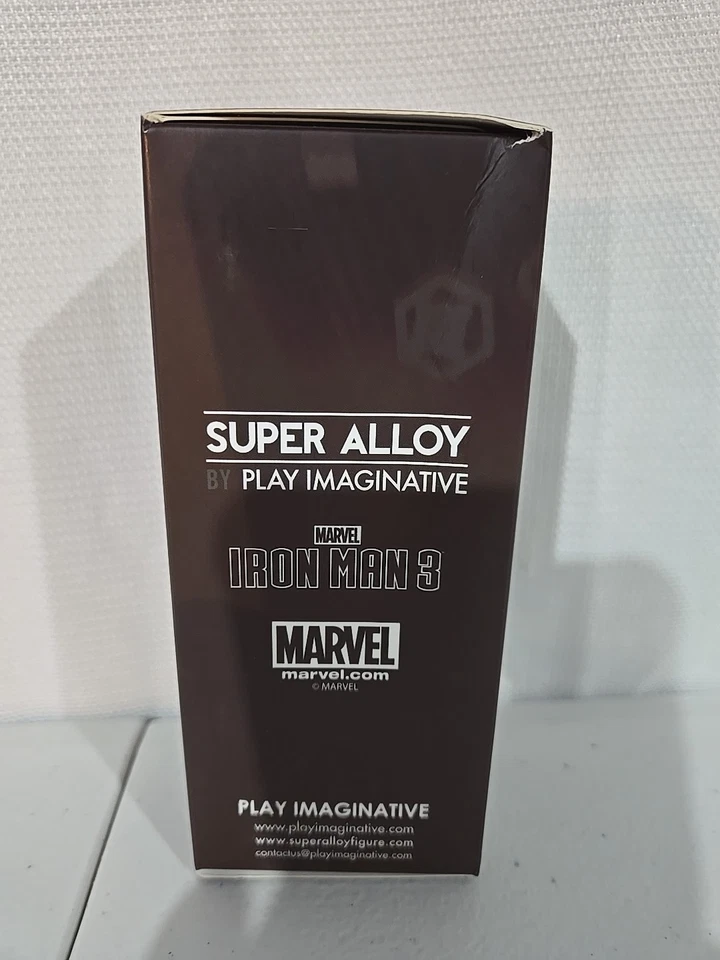 SUPER ALLOY
BY PLAY IMAGINATIVE
MARVEL
IRON MAN 3
MARVEL
marvel.com
© MARVEL
PLAY IMAGINATIVE
www.playimaginative.com
www.superalloyfigure.com
contactus@playimaginative.com